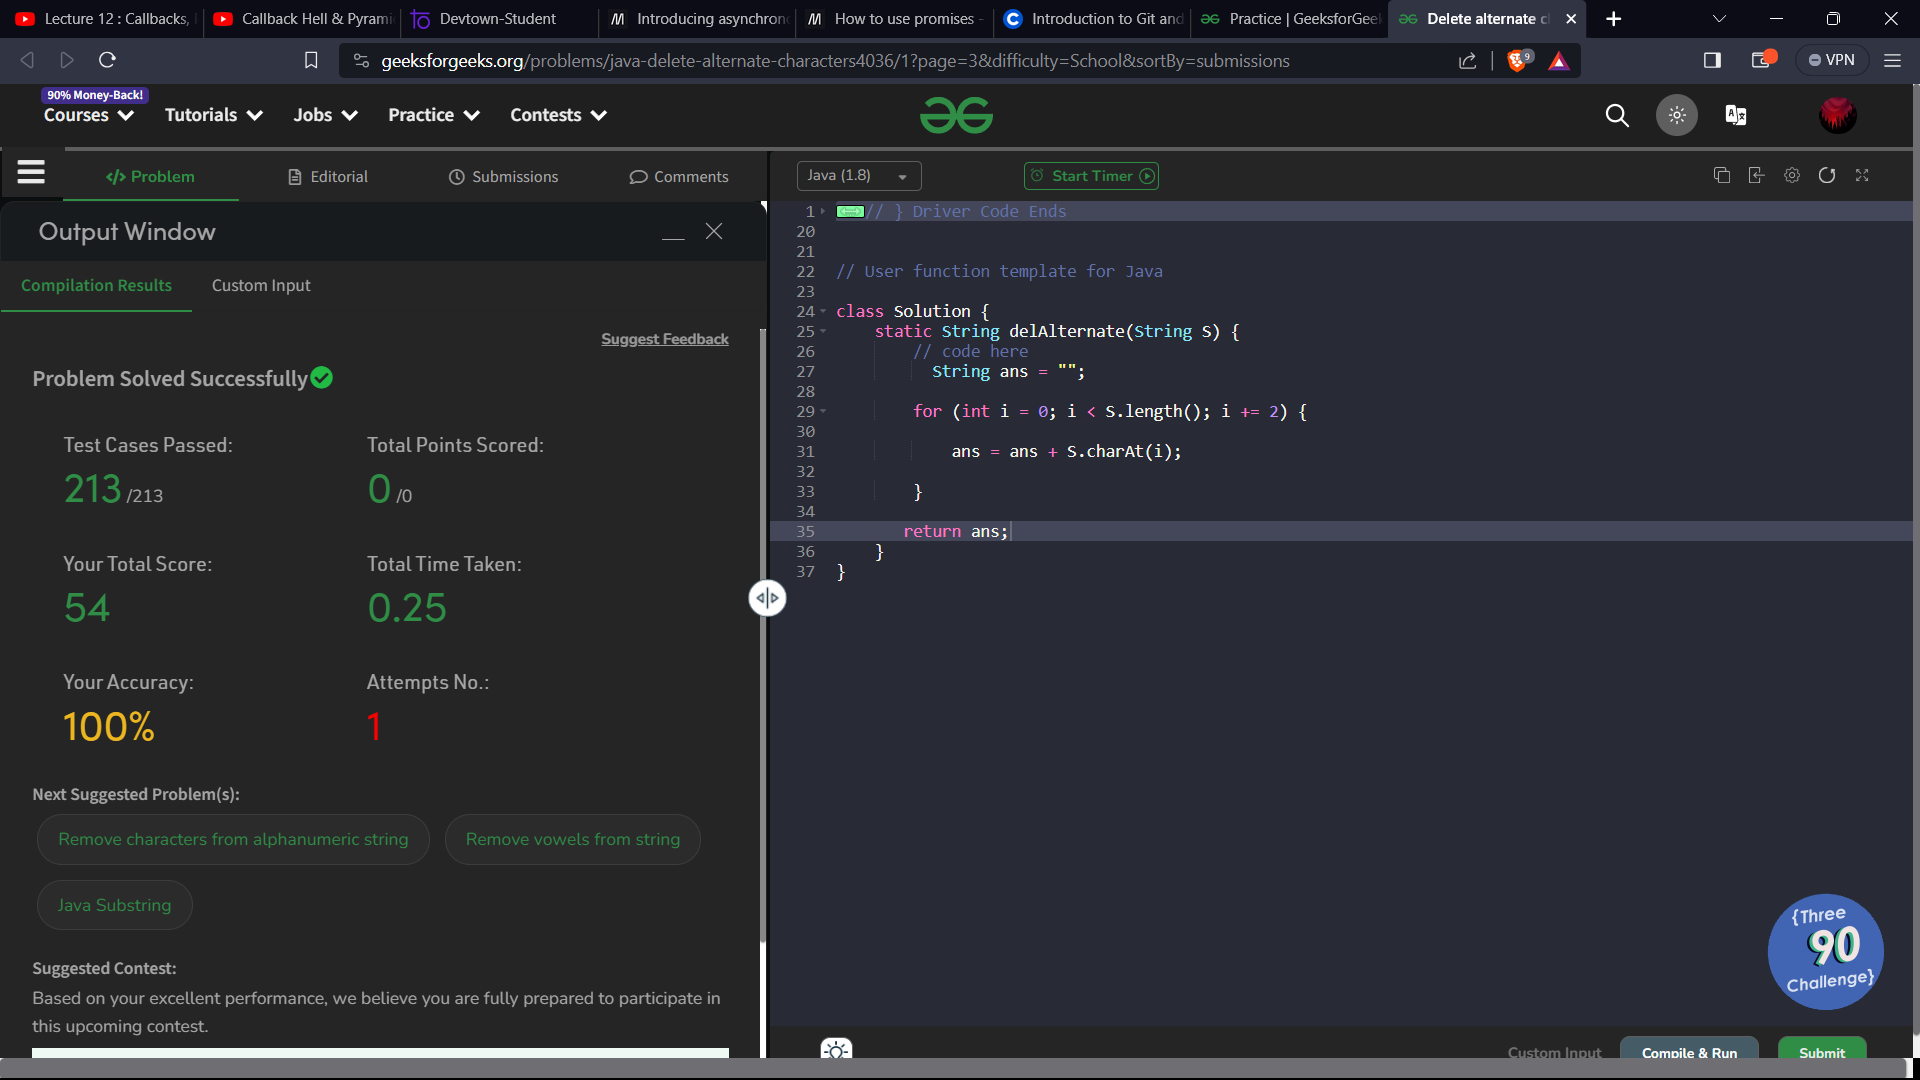 Lecture 12 : Callbacks,
Callback Hell & Pyrami
Devtown-Student
Introducing asynchron
How to use promises -
Introduction to Git and
Practice | GeeksforGeek
Delete alternate c
geeksforgeeks.org/problems/java-delete-alternate-characters4036/1?page=3&difficulty=School&sortBy=submissions
9
VPN
90% Money-Back!
Courses
Tutorials
Jobs
Practice
Contests
Problem
Editorial
Submissions
Comments
Java (1.8)
Start Timer
Output Window
Compilation Results
Custom Input
Suggest Feedback
Problem Solved Successfully
Test Cases Passed:
213 /213
Total Points Scored:
0 /0
Your Total Score:
54
Total Time Taken:
0.25
Your Accuracy:
100%
Attempts No.:
1
Next Suggested Problem(s):
Remove characters from alphanumeric string
Remove vowels from string
Java Substring
Suggested Contest:
Based on your excellent performance, we believe you are fully prepared to participate in
this upcoming contest.
1 // } Driver Code Ends
20
21
22 // User function template for Java
23
24 class Solution {
25 static String delAlternate(String S) {
26 // code here
27 String ans = "";
28
29 for (int i = 0; i < S.length(); i += 2) {
30
31 ans = ans + S.charAt(i);
32
33 }
34
35 return ans;
36 }
37 }
{Three
90
Challenge}
Custom Input
Compile & Run
Submit